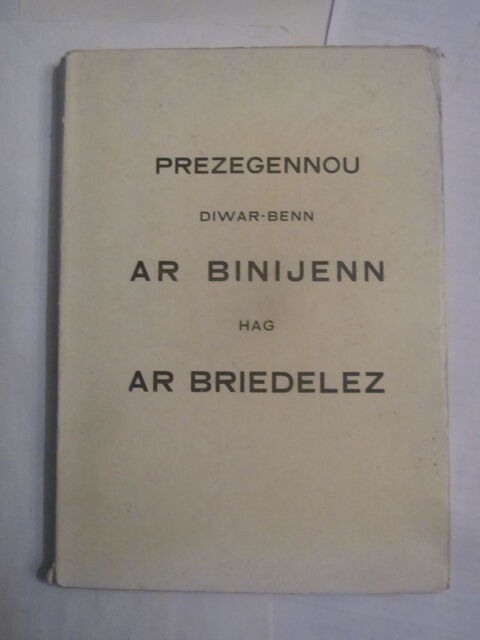 PREZEGENNOU
DIWAR-BENN
AR BINIJENN
HAG
AR BRIEDELEZ